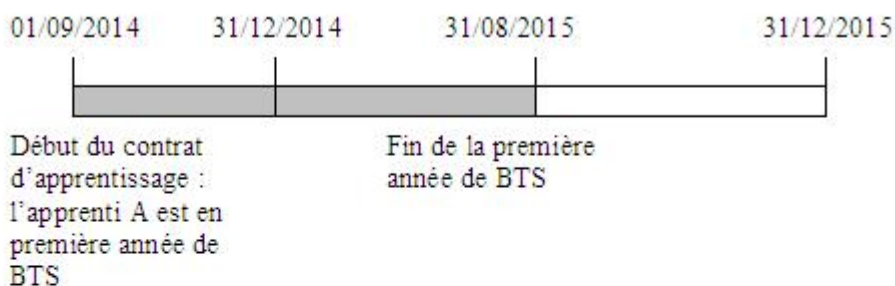 01/09/2014 31/12/2014 31/08/2015 31/12/2015
Début du contrat
d’apprentissage :
l’apprenti A est en
première année de
BTS
Fin de la première
année de BTS